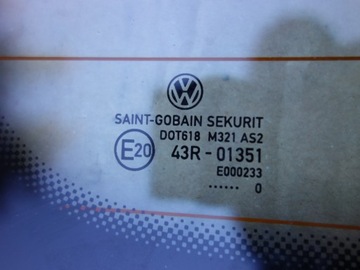 SAINT-GOBAIN SEKURIT
DOT618 M321 AS2
E20 43R-01351
E000233
...... 0